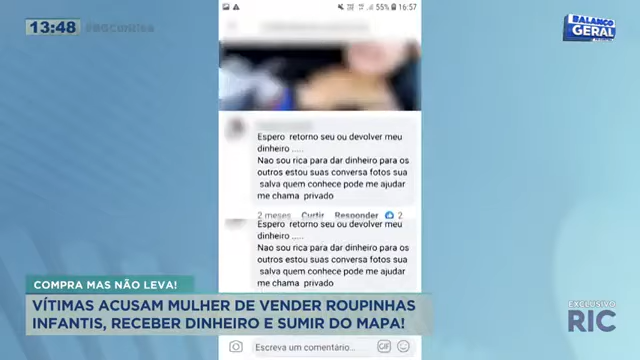 13:48
#BGCuritiba
55% 16:57
BALANÇO
GERAL
Espero retorno seu ou devolver meu
dinheiro .....
Nao sou rica para dar dinheiro para os
outros estou suas conversa fotos sua
salva quem conhece pode me ajudar
me chama privado
2 meses Curtir Responder 2
Espero retorno seu ou devolver meu
dinheiro .....
Nao sou rica para dar dinheiro para os
outros estou suas conversa fotos sua
salva quem conhece pode me ajudar
me chama privado
COMPRA MAS NÃO LEVA!
VÍTIMAS ACUSAM MULHER DE VENDER ROUPINHAS
INFANTIS, RECEBER DINHEIRO E SUMIR DO MAPA!
EXCLUSIVO
RIC
Escreva um comentário...
GIF